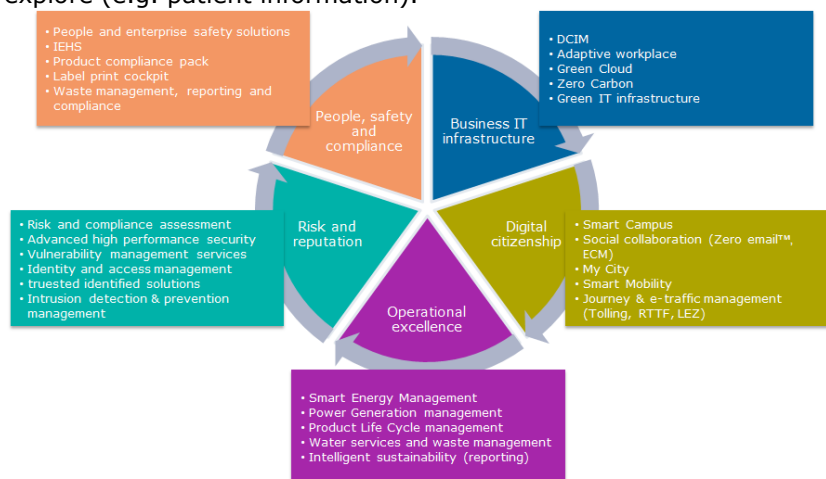 explore (e.g. patient information).
• People and enterprise safety solutions
• IEHS
• Product compliance pack
• Label print cockpit
• Waste management, reporting and
compliance
• DCIM
• Adaptive workplace
• Green Cloud
• Zero Carbon
• Green IT infrastructure
People, safety
and
compliance
Business IT
infrastructure
• Risk and compliance assessment
• Advanced high performance security
• Vulnerability management services
• Identity and access management
• truested identified solutions
• Intrusion detection & prevention
management
Risk and
reputation
Digital
citizenship
• Smart Campus
• Social collaboration (Zero email™,
ECM)
• My City
• Smart Mobility
• Journey & e-traffic management
(Tolling, RTTF, LEZ)
Operational
excellence
• Smart Energy Management
• Power Generation management
• Product Life Cycle management
• Water services and waste management
• Intelligent sustainability (reporting)